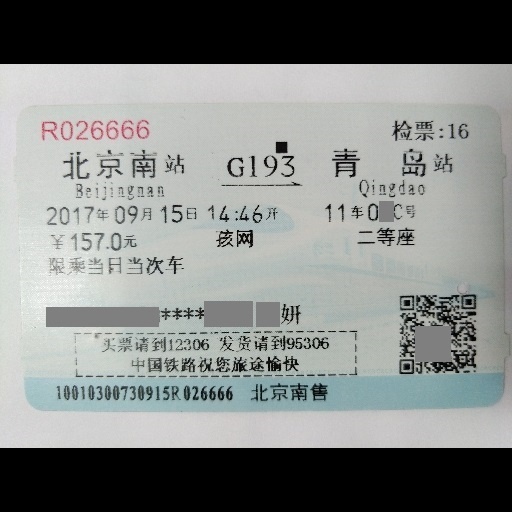 R026666 检票:16
北京南站 G193 青岛站
Beijingnan Qingdao
2017年09月15日 14:46开 11车0 C号
￥157.0元 孩网 二等座
限乘当日当次车
**** 妍
买票请到12306 发货请到95306
中国铁路祝您旅途愉快
10010300730915R026666 北京南售